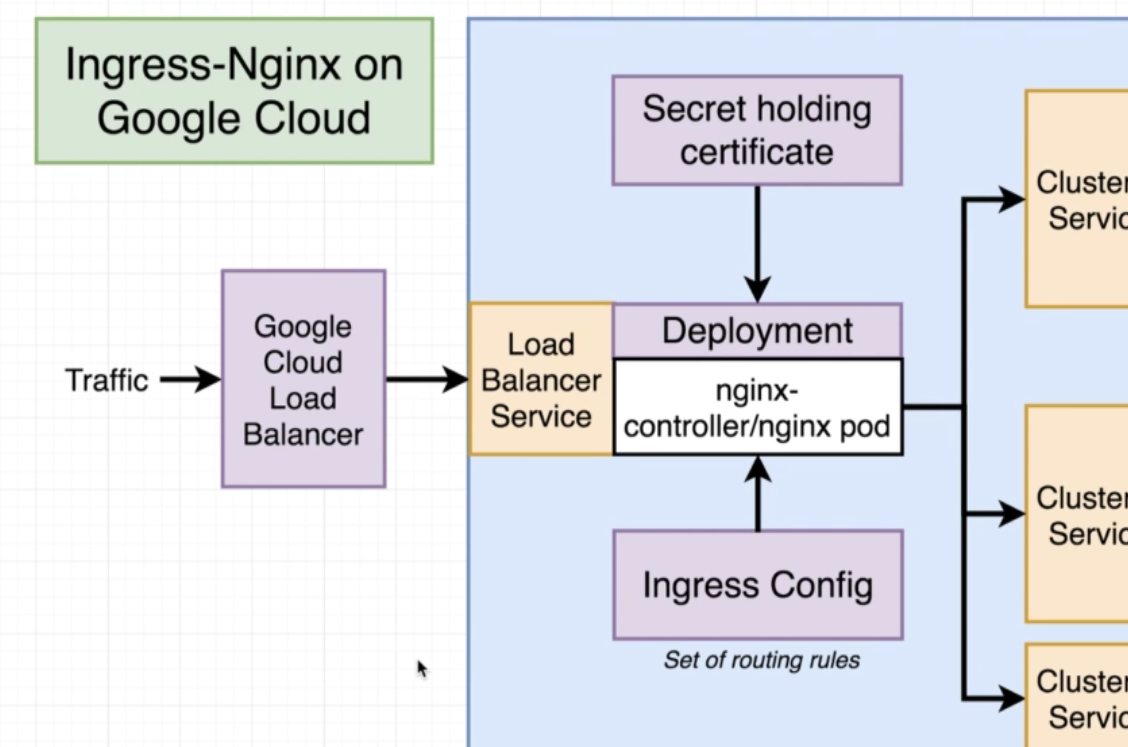 Ingress-Nginx on
Google Cloud
Secret holding
certificate
Traffic
Google
Cloud
Load
Balancer
Load
Balancer
Service
Deployment
nginx-
controller/nginx pod
Ingress Config
Set of routing rules
Cluster
Servic
Cluster
Servic
Cluster
Servic